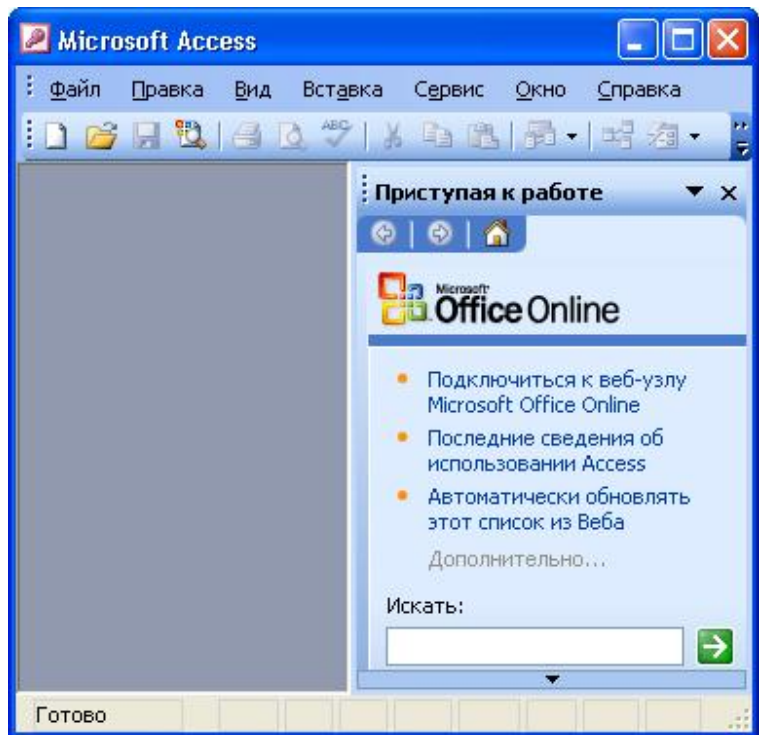 Microsoft Access
Файл Правка Вид Вставка Сервис Окно Справка
ABC
Приступая к работе
Microsoft
Office Online
Подключиться к веб-узлу
Microsoft Office Online
Последние сведения об
использовании Access
Автоматически обновлять
этот список из Веба
Дополнительно...
Искать:
Готово